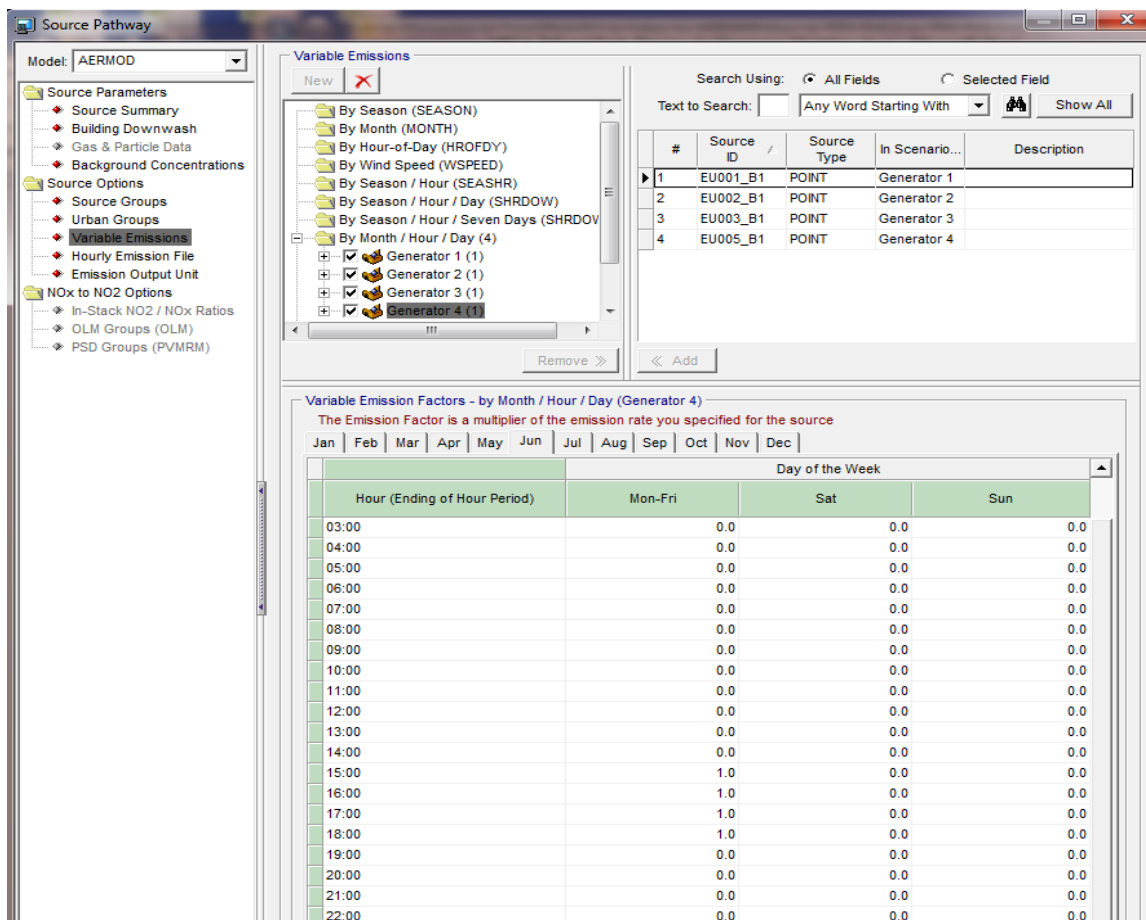 Source Pathway
Model: AERMOD
Source Parameters
Source Summary
Building Downwash
Gas & Particle Data
Background Concentrations
Source Options
Source Groups
Urban Groups
Variable Emissions
Hourly Emission File
Emission Output Unit
NOx to NO2 Options
In-Stack NO2 / NOx Ratios
OLM Groups (OLM)
PSD Groups (PVMRM)
Variable Emissions
New
By Season (SEASON)
By Month (MONTH)
By Hour-of-Day (HROFDY)
By Wind Speed (WSPEED)
By Season / Hour (SEASHR)
By Season / Hour / Day (SHRDOW)
By Season / Hour / Seven Days (SHRDOV
By Month / Hour / Day (4)
Generator 1 (1)
Generator 2 (1)
Generator 3 (1)
Generator 4 (1)
Remove >>
Search Using: All Fields Selected Field
Text to Search: Any Word Starting With Show All
# Source ID Source Type In Scenario... Description
1 EU001_B1 POINT Generator 1
2 EU002_B1 POINT Generator 2
3 EU003_B1 POINT Generator 3
4 EU005_B1 POINT Generator 4
<< Add
Variable Emission Factors - by Month / Hour / Day (Generator 4)
The Emission Factor is a multiplier of the emission rate you specified for the source
Jan Feb Mar Apr May Jun Jul Aug Sep Oct Nov Dec
Day of the Week
Hour (Ending of Hour Period) Mon-Fri Sat Sun
03:00 0.0 0.0 0.0
04:00 0.0 0.0 0.0
05:00 0.0 0.0 0.0
06:00 0.0 0.0 0.0
07:00 0.0 0.0 0.0
08:00 0.0 0.0 0.0
09:00 0.0 0.0 0.0
10:00 0.0 0.0 0.0
11:00 0.0 0.0 0.0
12:00 0.0 0.0 0.0
13:00 0.0 0.0 0.0
14:00 0.0 0.0 0.0
15:00 1.0 0.0 0.0
16:00 1.0 0.0 0.0
17:00 1.0 0.0 0.0
18:00 1.0 0.0 0.0
19:00 0.0 0.0 0.0
20:00 0.0 0.0 0.0
21:00 0.0 0.0 0.0
22:00 0.0 0.0 0.0